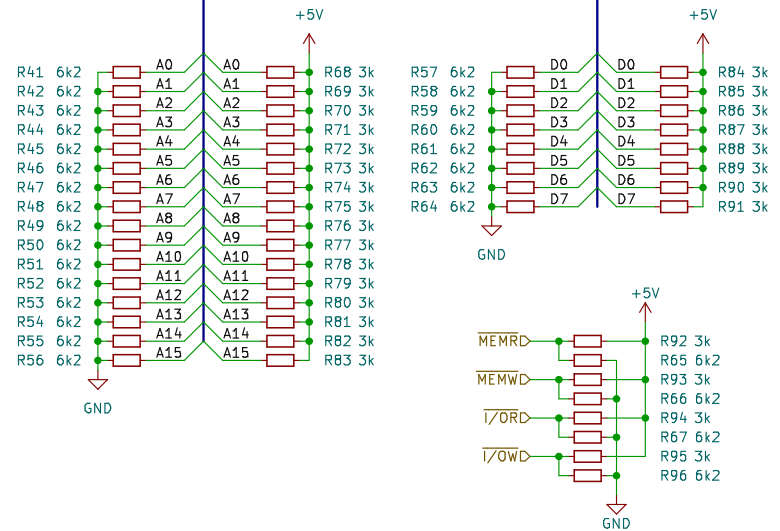 +5V
R41 6k2 A0 A0 R68 3k
R42 6k2 A1 A1 R69 3k
R43 6k2 A2 A2 R70 3k
R44 6k2 A3 A3 R71 3k
R45 6k2 A4 A4 R72 3k
R46 6k2 A5 A5 R73 3k
R47 6k2 A6 A6 R74 3k
R48 6k2 A7 A7 R75 3k
R49 6k2 A8 A8 R76 3k
R50 6k2 A9 A9 R77 3k
R51 6k2 A10 A10 R78 3k
R52 6k2 A11 A11 R79 3k
R53 6k2 A12 A12 R80 3k
R54 6k2 A13 A13 R81 3k
R55 6k2 A14 A14 R82 3k
R56 6k2 A15 A15 R83 3k
GND
+5V
R57 6k2 D0 D0 R84 3k
R58 6k2 D1 D1 R85 3k
R59 6k2 D2 D2 R86 3k
R60 6k2 D3 D3 R87 3k
R61 6k2 D4 D4 R88 3k
R62 6k2 D5 D5 R89 3k
R63 6k2 D6 D6 R90 3k
R64 6k2 D7 D7 R91 3k
GND
+5V
MEMR R92 3k
R65 6k2
MEMW R93 3k
R66 6k2
I/OR R94 3k
R67 6k2
I/OW R95 3k
R96 6k2
GND